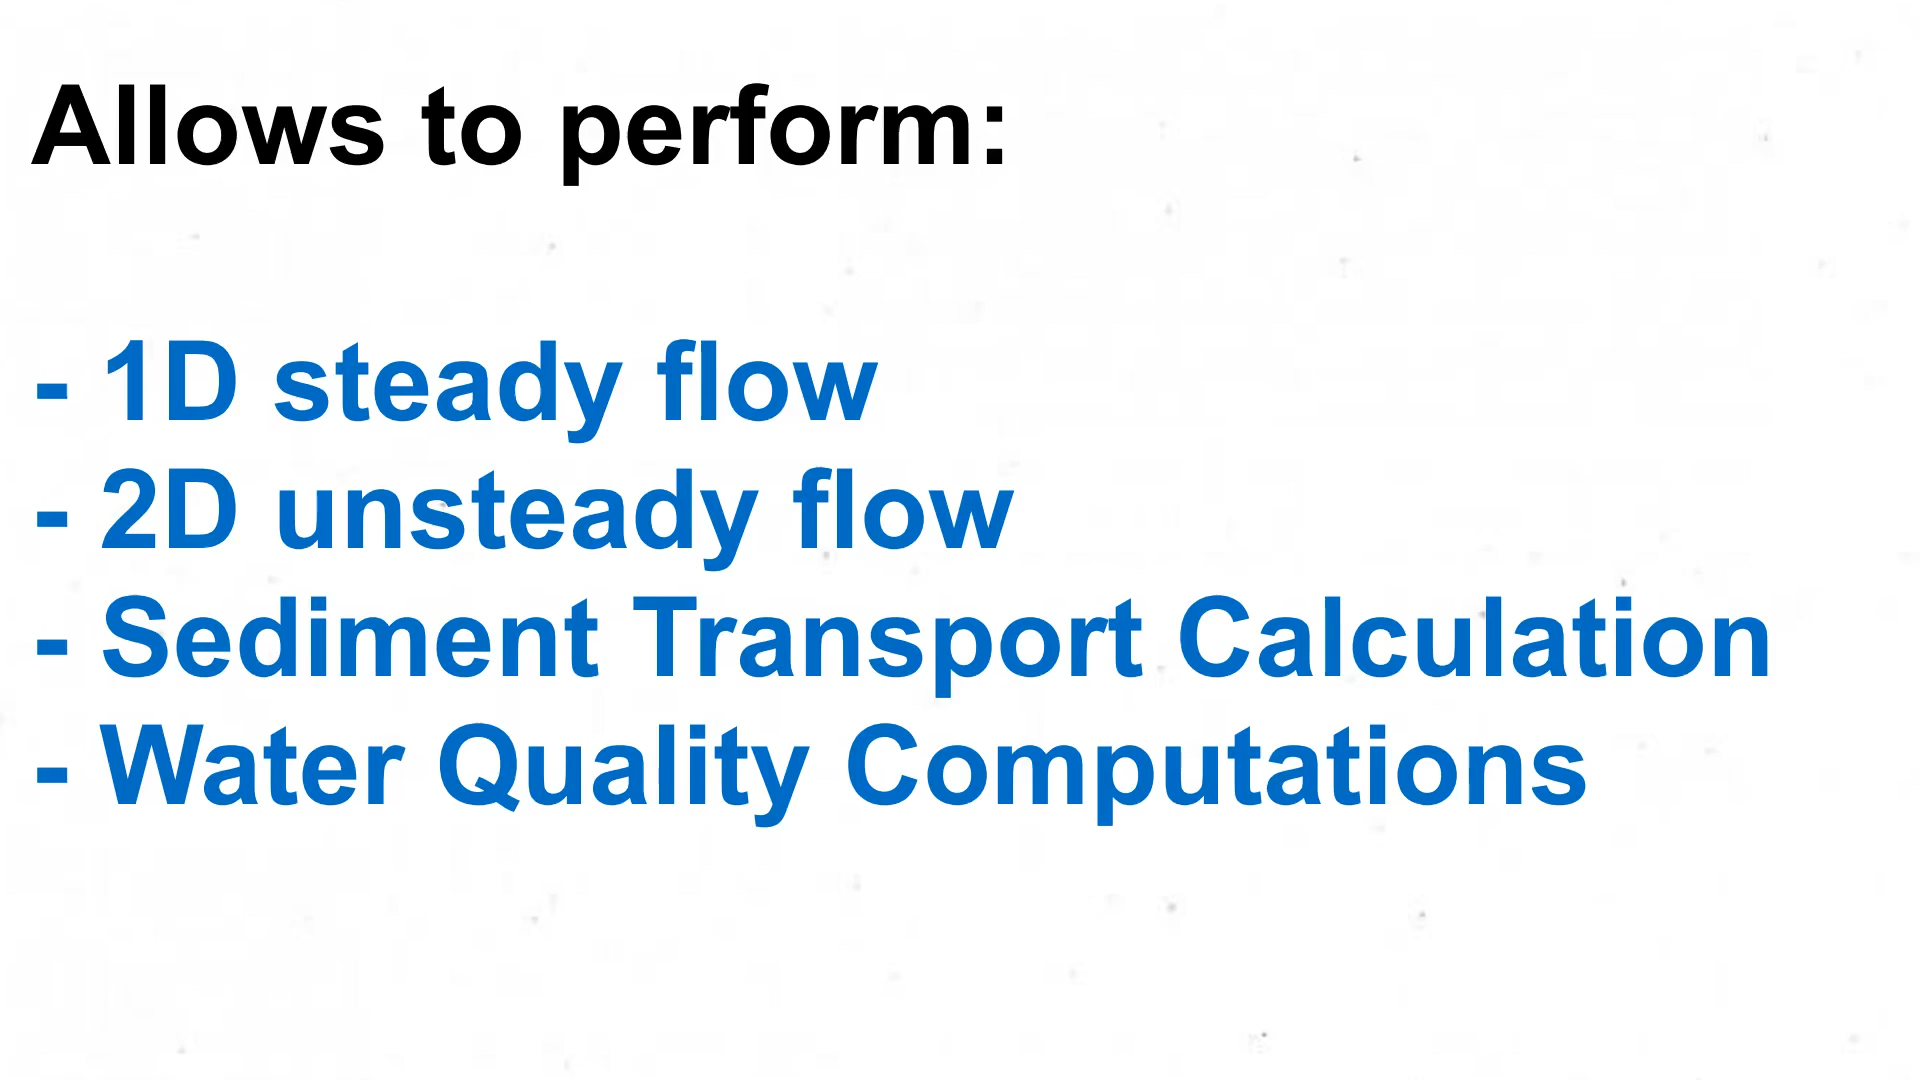 Allows to perform:
- 1D steady flow
- 2D unsteady flow
- Sediment Transport Calculation
- Water Quality Computations